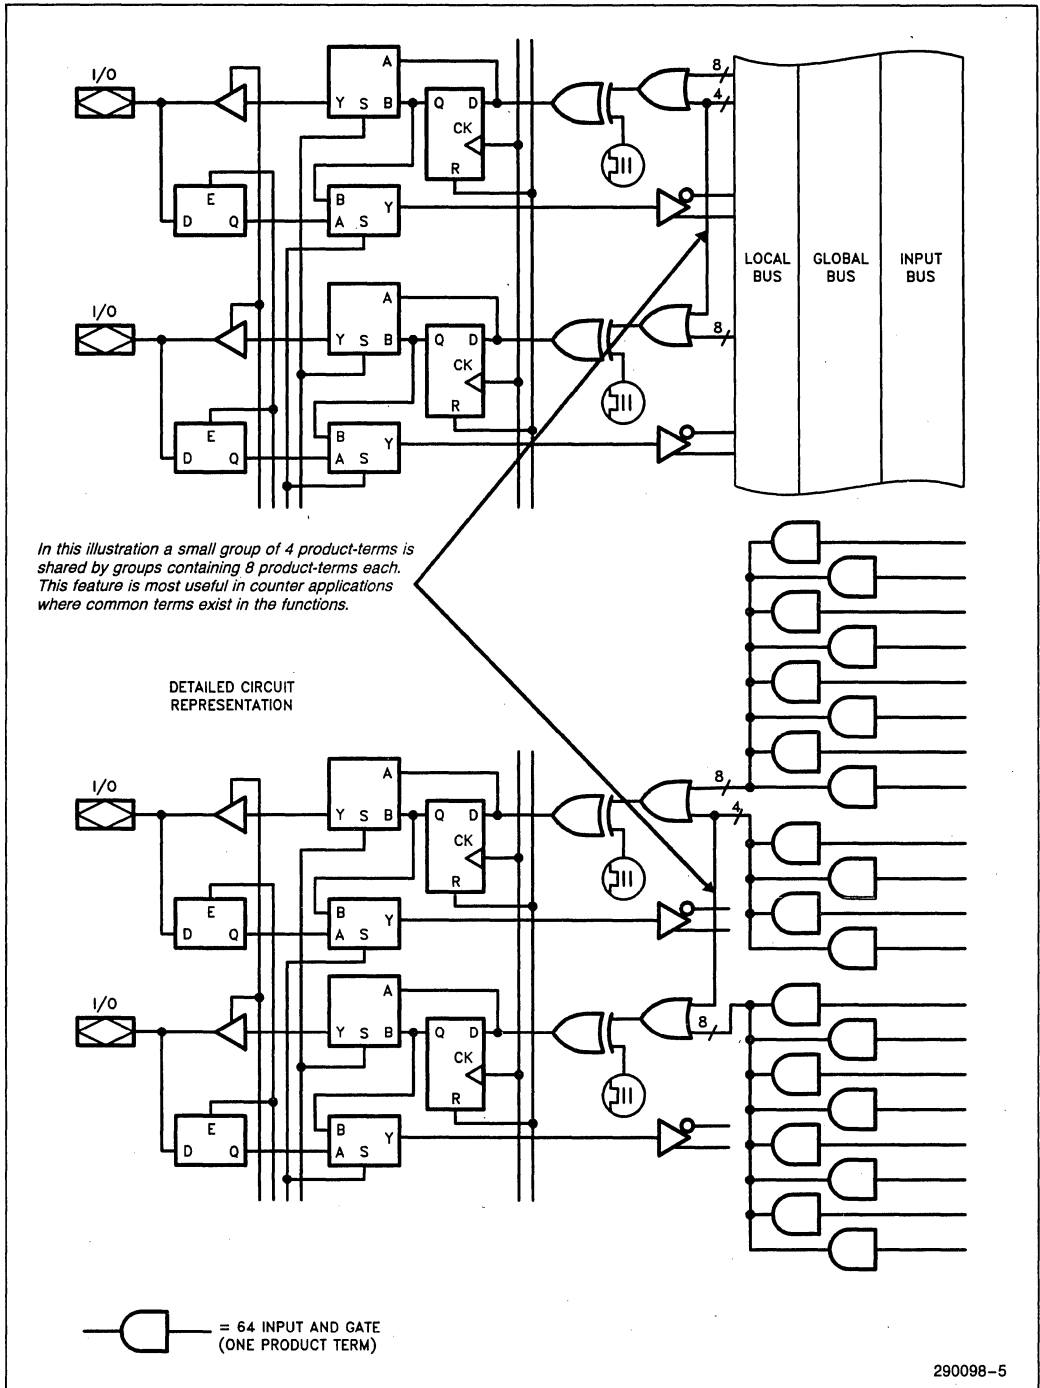 I/O
A
Y S B
Q D
CK
R
8
4
E
D Q
B
A S
Y
LOCAL BUS
GLOBAL BUS
INPUT BUS
I/O
A
Y S B
Q D
CK
R
8
E
D Q
B
A S
Y
In this illustration a small group of 4 product-terms is
shared by groups containing 8 product-terms each.
This feature is most useful in counter applications
where common terms exist in the functions.
DETAILED CIRCUIT
REPRESENTATION
I/O
A
Y S B
Q D
CK
R
8
4
E
D Q
B
A S
Y
I/O
A
Y S B
Q D
CK
R
8
E
D Q
B
A S
Y
= 64 INPUT AND GATE
(ONE PRODUCT TERM)
290098-5